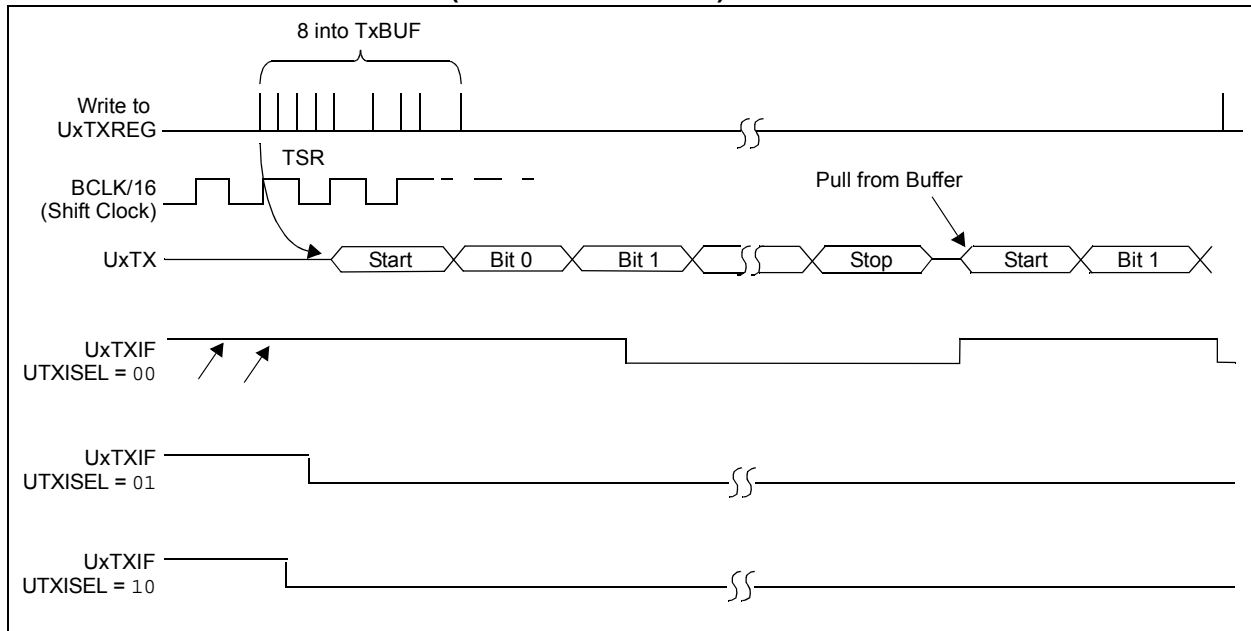 8 into TxBUF
Write to
UxTXREG
TSR
BCLK/16
(Shift Clock)
Pull from Buffer
UxTX
Start
Bit 0
Bit 1
Stop
Start
Bit 1
UxTXIF
UTXISEL = 00
UxTXIF
UTXISEL = 01
UxTXIF
UTXISEL = 10